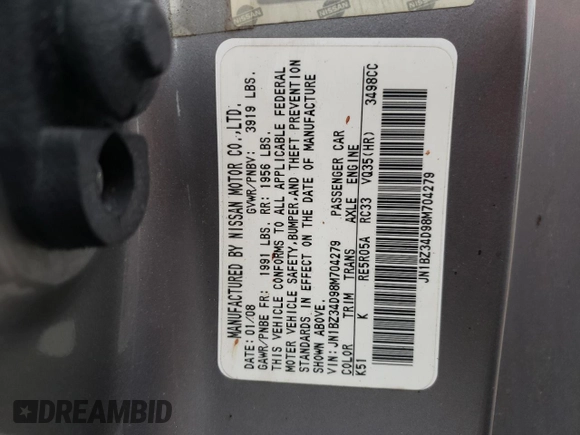 NISSAN
MANUFACTURED BY NISSAN MOTOR CO.,LTD.
DATE: 01/08 GVWR/PNBV: 3919 LBS.
GAWR/PNBE FR: 1991 LBS. RR: 1956 LBS.
THIS VEHICLE CONFORMS TO ALL APPLICABLE FEDERAL
MOTOR VEHICLE SAFETY,BUMPER,AND THEFT PREVENTION
STANDARDS IN EFFECT ON THE DATE OF MANUFACTURE
SHOWN ABOVE.
VIN: JN1BZ34D98M704279 PASSENGER CAR
COLOR TRIM TRANS AXLE ENGINE
K51 K RE5R05A RC33 VQ35(HR) 3498CC
JN1BZ34D98M704279
DREAMBID